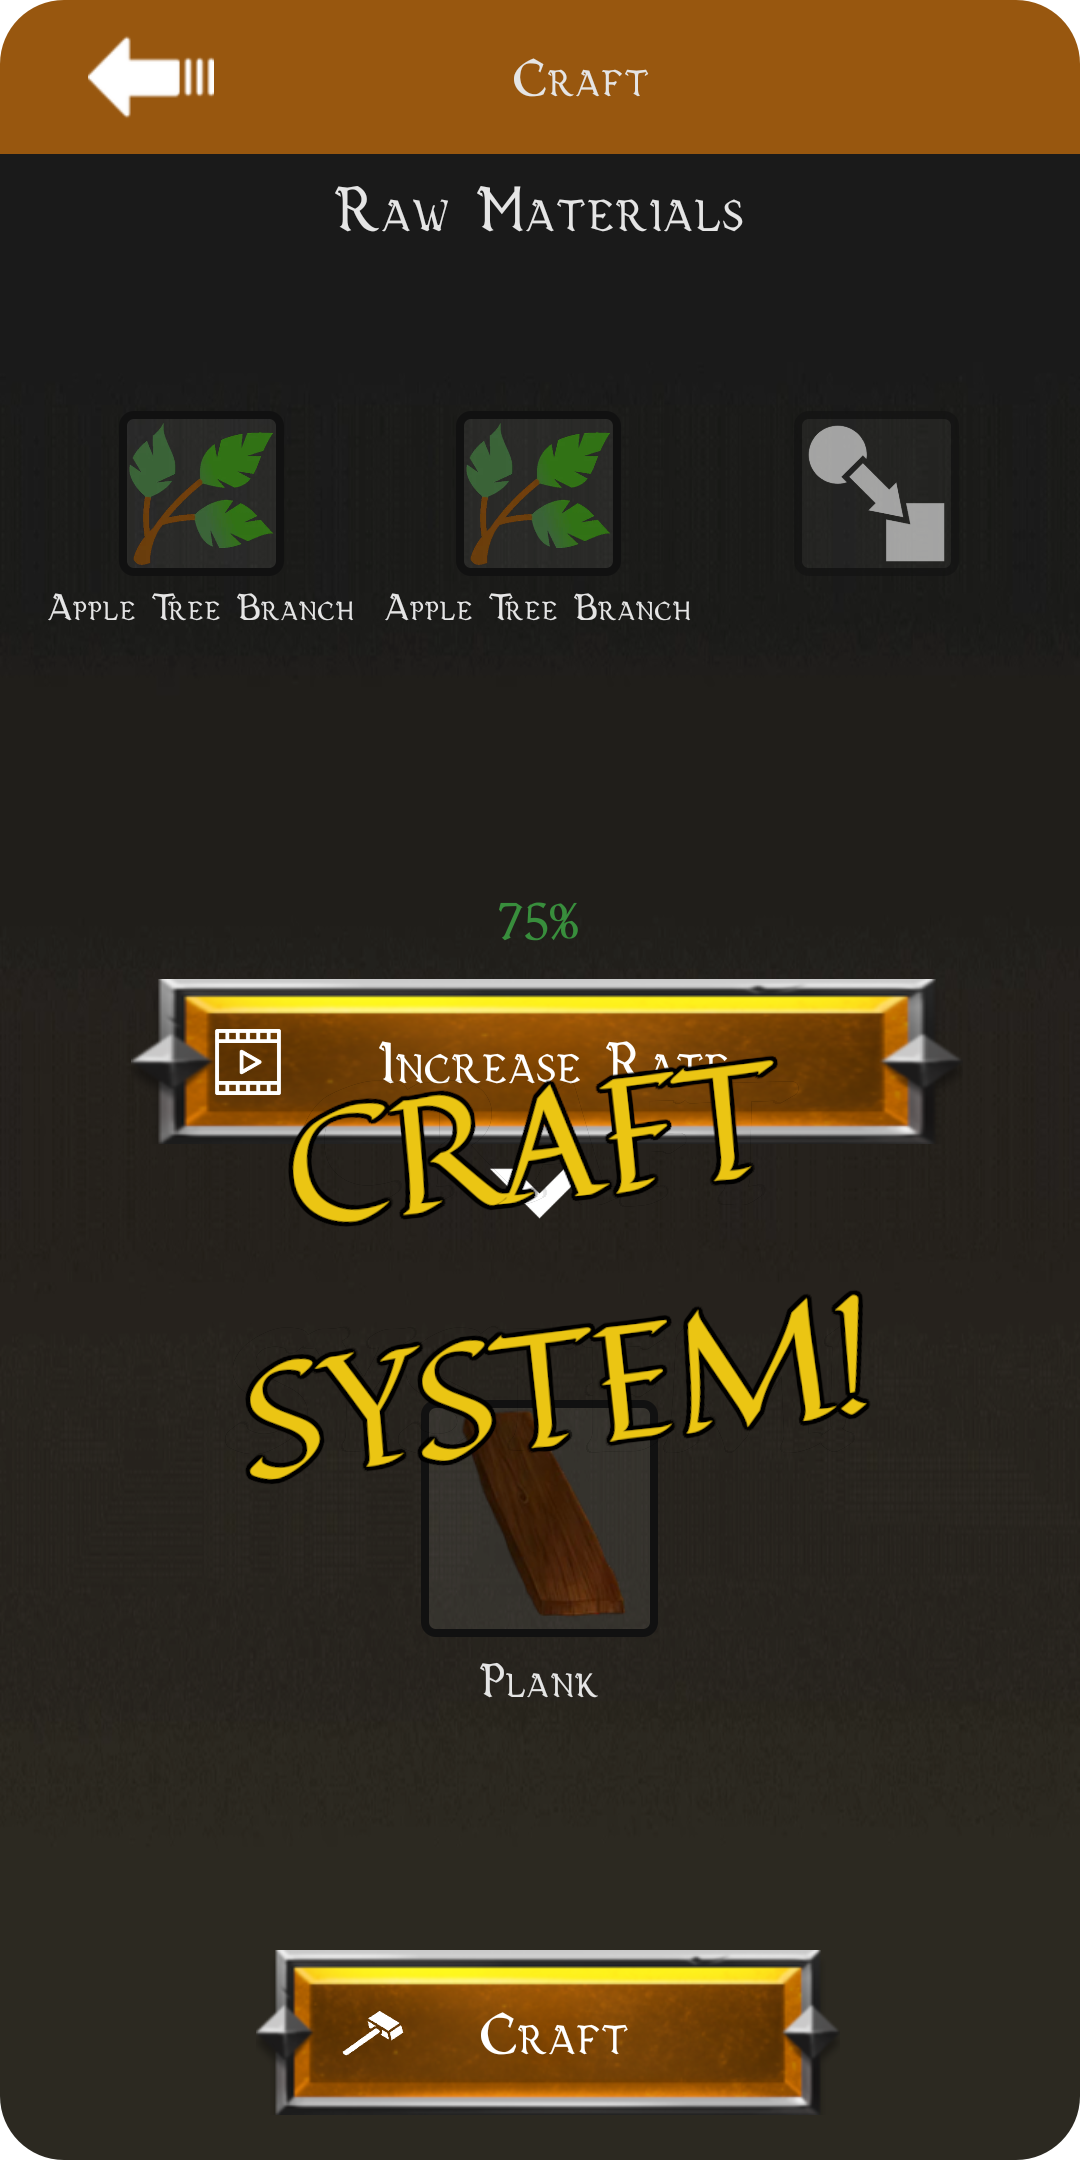 Craft
Raw Materials
Apple Tree Branch Apple Tree Branch
75%
Increase Rate
CRAFT
SYSTEM!
Plank
Craft